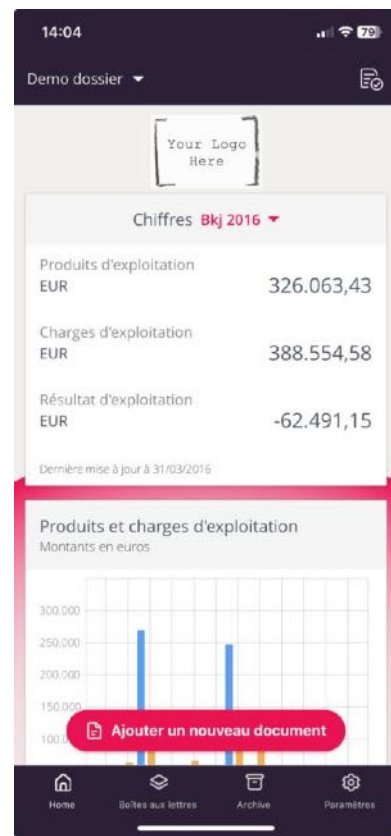 14:04
79
Demo dossier
Your Logo
Here
Chiffres Bkj 2016
Produits d'exploitation
EUR
326.063,43
Charges d'exploitation
EUR
388.554,58
Résultat d'exploitation
EUR
-62.491,15
Dernière mise à jour à 31/03/2016
Produits et charges d'exploitation
Montants en euros
300.000
250.000
200.000
150.000
Ajouter un nouveau document
Home
Boîtes aux lettres
Archive
Paramètres